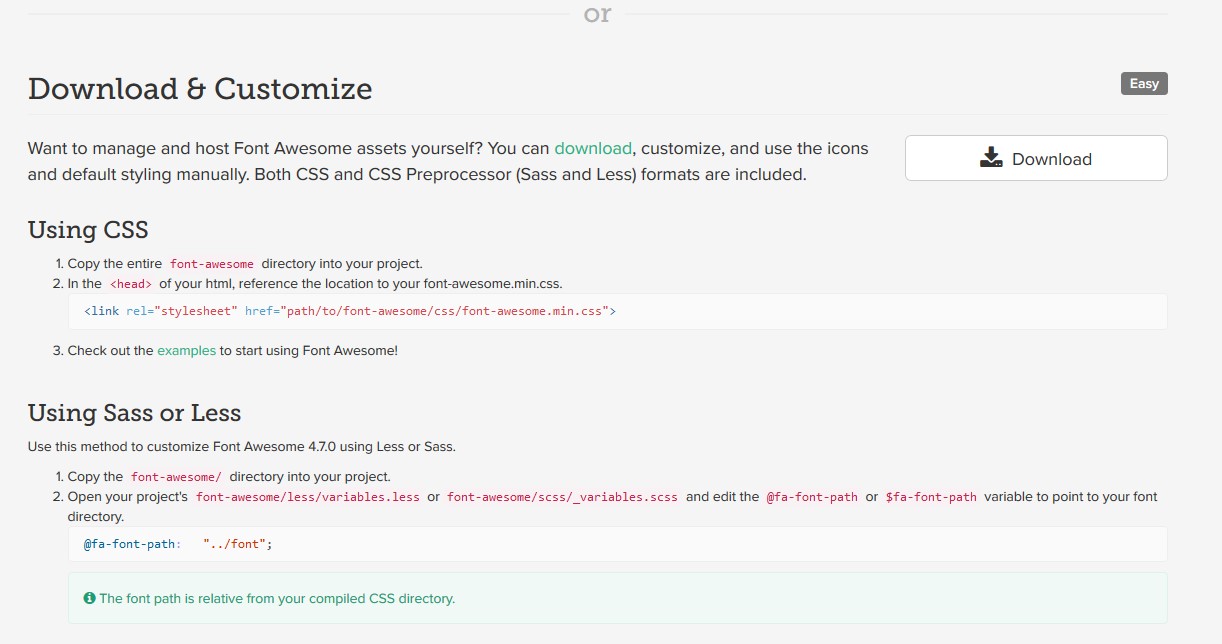 or
Download & Customize
Easy
Want to manage and host Font Awesome assets yourself? You can download, customize, and use the icons
and default styling manually. Both CSS and CSS Preprocessor (Sass and Less) formats are included.
Download
Using CSS
1. Copy the entire font-awesome directory into your project.
2. In the <head> of your html, reference the location to your font-awesome.min.css.
<link rel="stylesheet" href="path/to/font-awesome/css/font-awesome.min.css">
3. Check out the examples to start using Font Awesome!
Using Sass or Less
Use this method to customize Font Awesome 4.7.0 using Less or Sass.
1. Copy the font-awesome/ directory into your project.
2. Open your project's font-awesome/less/variables.less or font-awesome/scss/_variables.scss and edit the @fa-font-path or $fa-font-path variable to point to your font
directory.
@fa-font-path:   "../font";
The font path is relative from your compiled CSS directory.